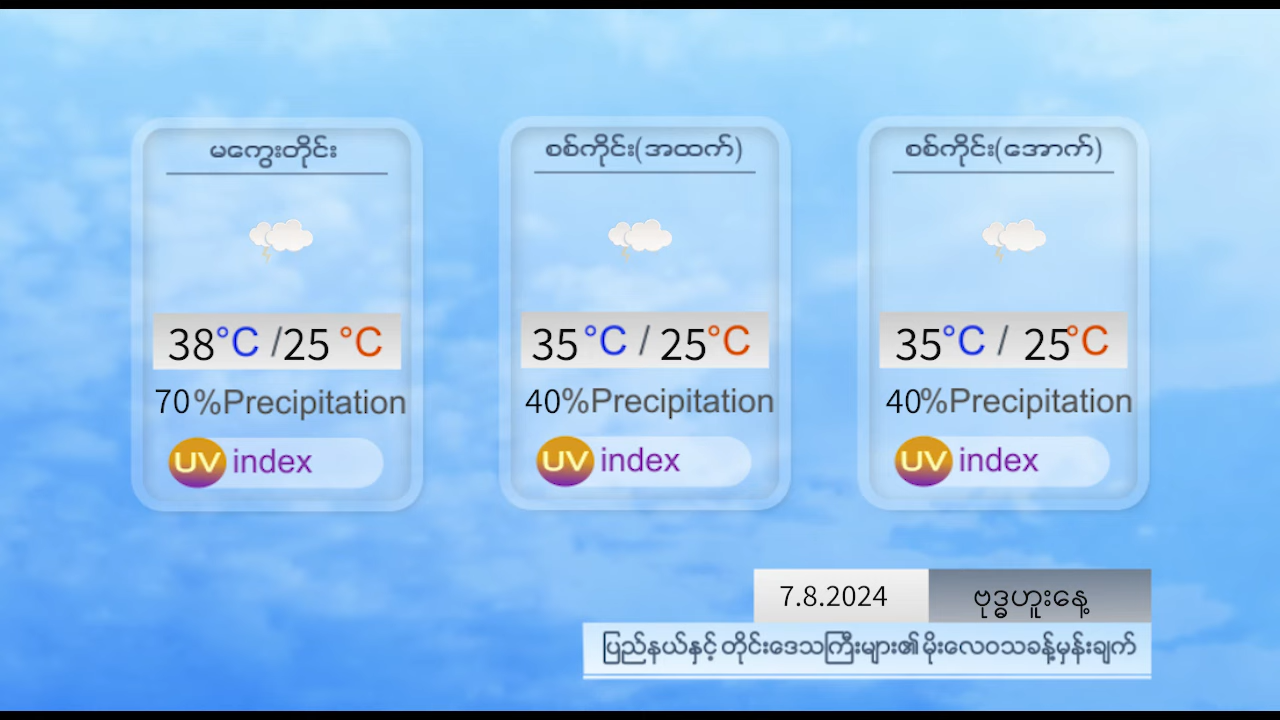 မကွေးတိုင်း
38°C /25 °C
70 %Precipitation
UV index
စစ်ကိုင်း(အထက်)
35 °C / 25°C
40%Precipitation
UV index
စစ်ကိုင်း(အောက်)
35°C / 25°C
40%Precipitation
UV index
7.8.2024 ဗုဒ္ဓဟူးနေ့
ပြည်နယ်နှင့် တိုင်းဒေသကြီးများ၏ မိုးလေဝသခန့်မှန်းချက်